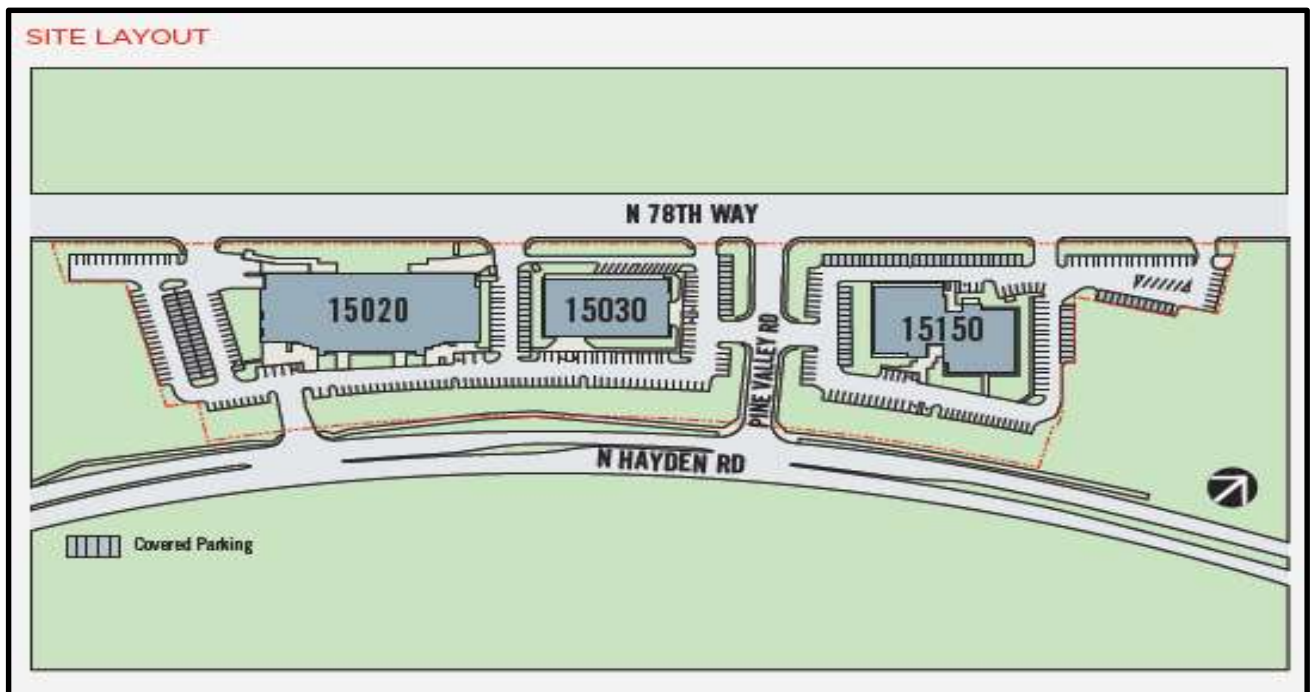 SITE LAYOUT
N 78TH WAY
15020
15030
15150
PINE VALLEY RD
N HAYDEN RD
Covered Parking